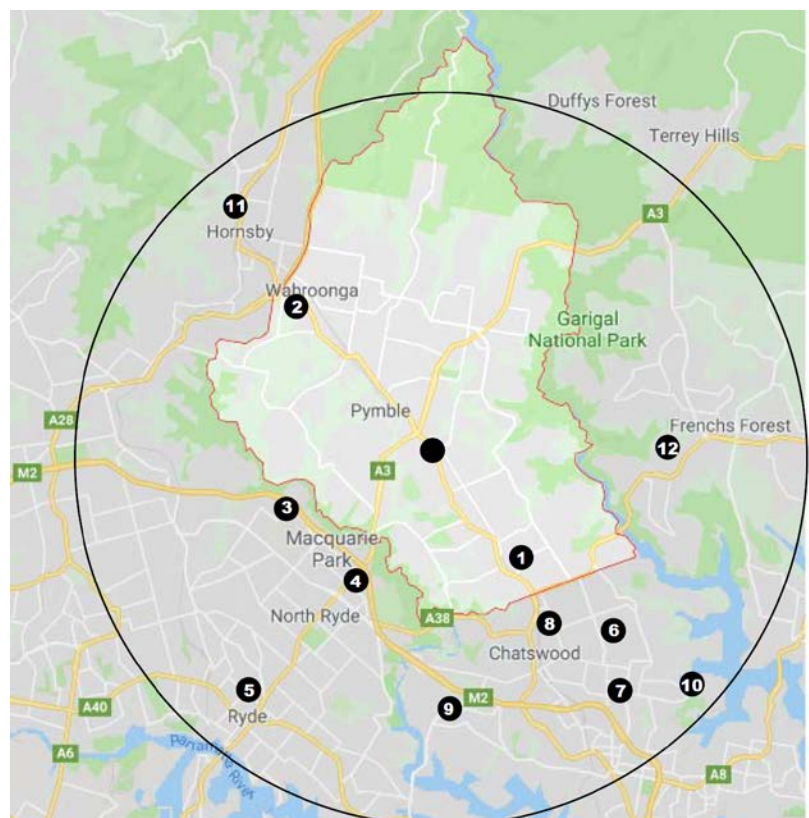 Duffys Forest
Terrey Hills
11
Hornsby
A3
Wahroonga
2
Garigal
National Park
Pymble
A28
Frenchs Forest
12
M2
A3
3
Macquarie
Park
1
4
North Ryde
A38
8
6
Chatswood
5
10
7
A40
Ryde
9
M2
Parramatta
River
A6
A8